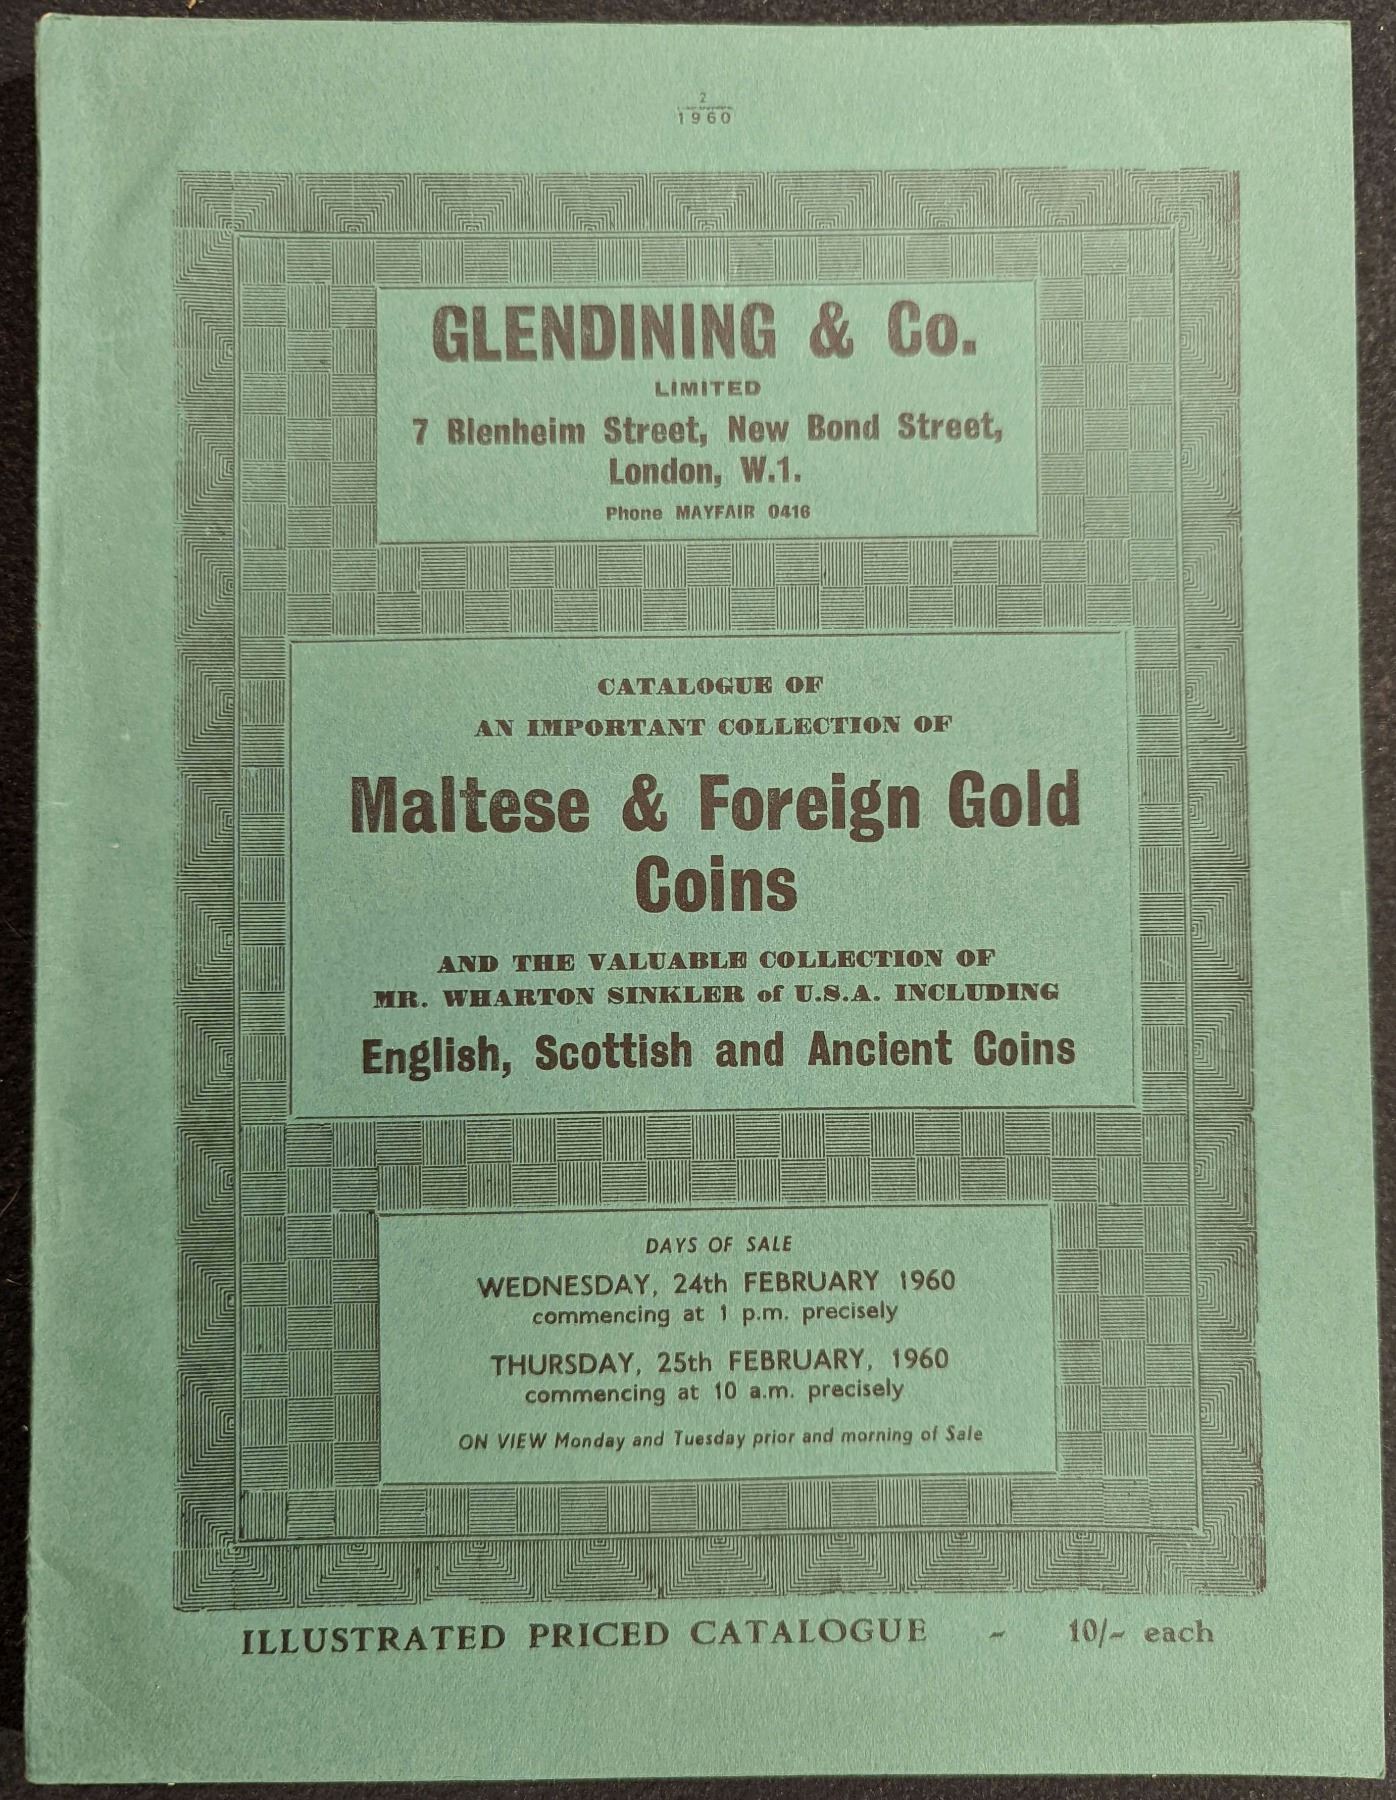 2
1960
GLENDINING & Co.
LIMITED
7 Blenheim Street, New Bond Street,
London, W.1.
Phone MAYFAIR 0416
CATALOGUE OF
AN IMPORTANT COLLECTION OF
Maltese & Foreign Gold
Coins
AND THE VALUABLE COLLECTION OF
MR. WHARTON SINKLER of U.S.A. INCLUDING
English, Scottish and Ancient Coins
DAYS OF SALE
WEDNESDAY, 24th FEBRUARY 1960
commencing at 1 p.m. precisely
THURSDAY, 25th FEBRUARY, 1960
commencing at 10 a.m. precisely
ON VIEW Monday and Tuesday prior and morning of Sale
ILLUSTRATED PRICED CATALOGUE - 10/- each